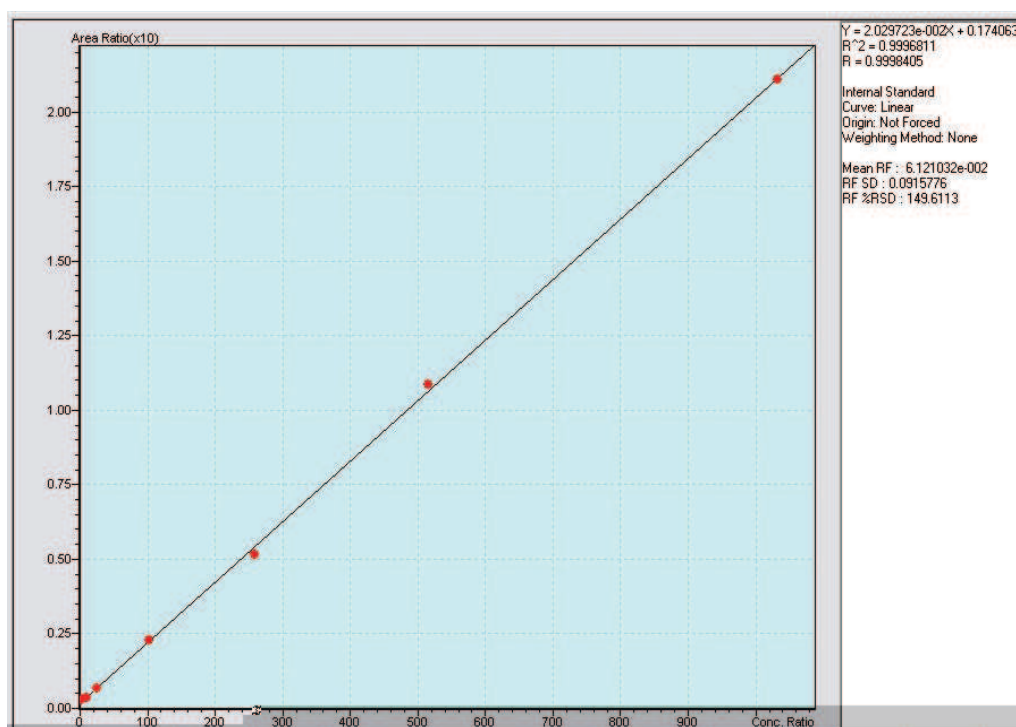 Area Ratio(x10)
2.00
1.75
1.50
1.25
1.00
0.75
0.50
0.25
0.00
0 100 200 300 400 500 600 700 800 900 Conc. Ratio
Y = 2.029723e-002X + 0.174063
R^2 = 0.9996811
R = 0.9998405
Internal Standard
Curve: Linear
Origin: Not Forced
Weighting Method: None
Mean RF : 6.121032e-002
RF SD : 0.0915776
RF %RSD : 149.6113